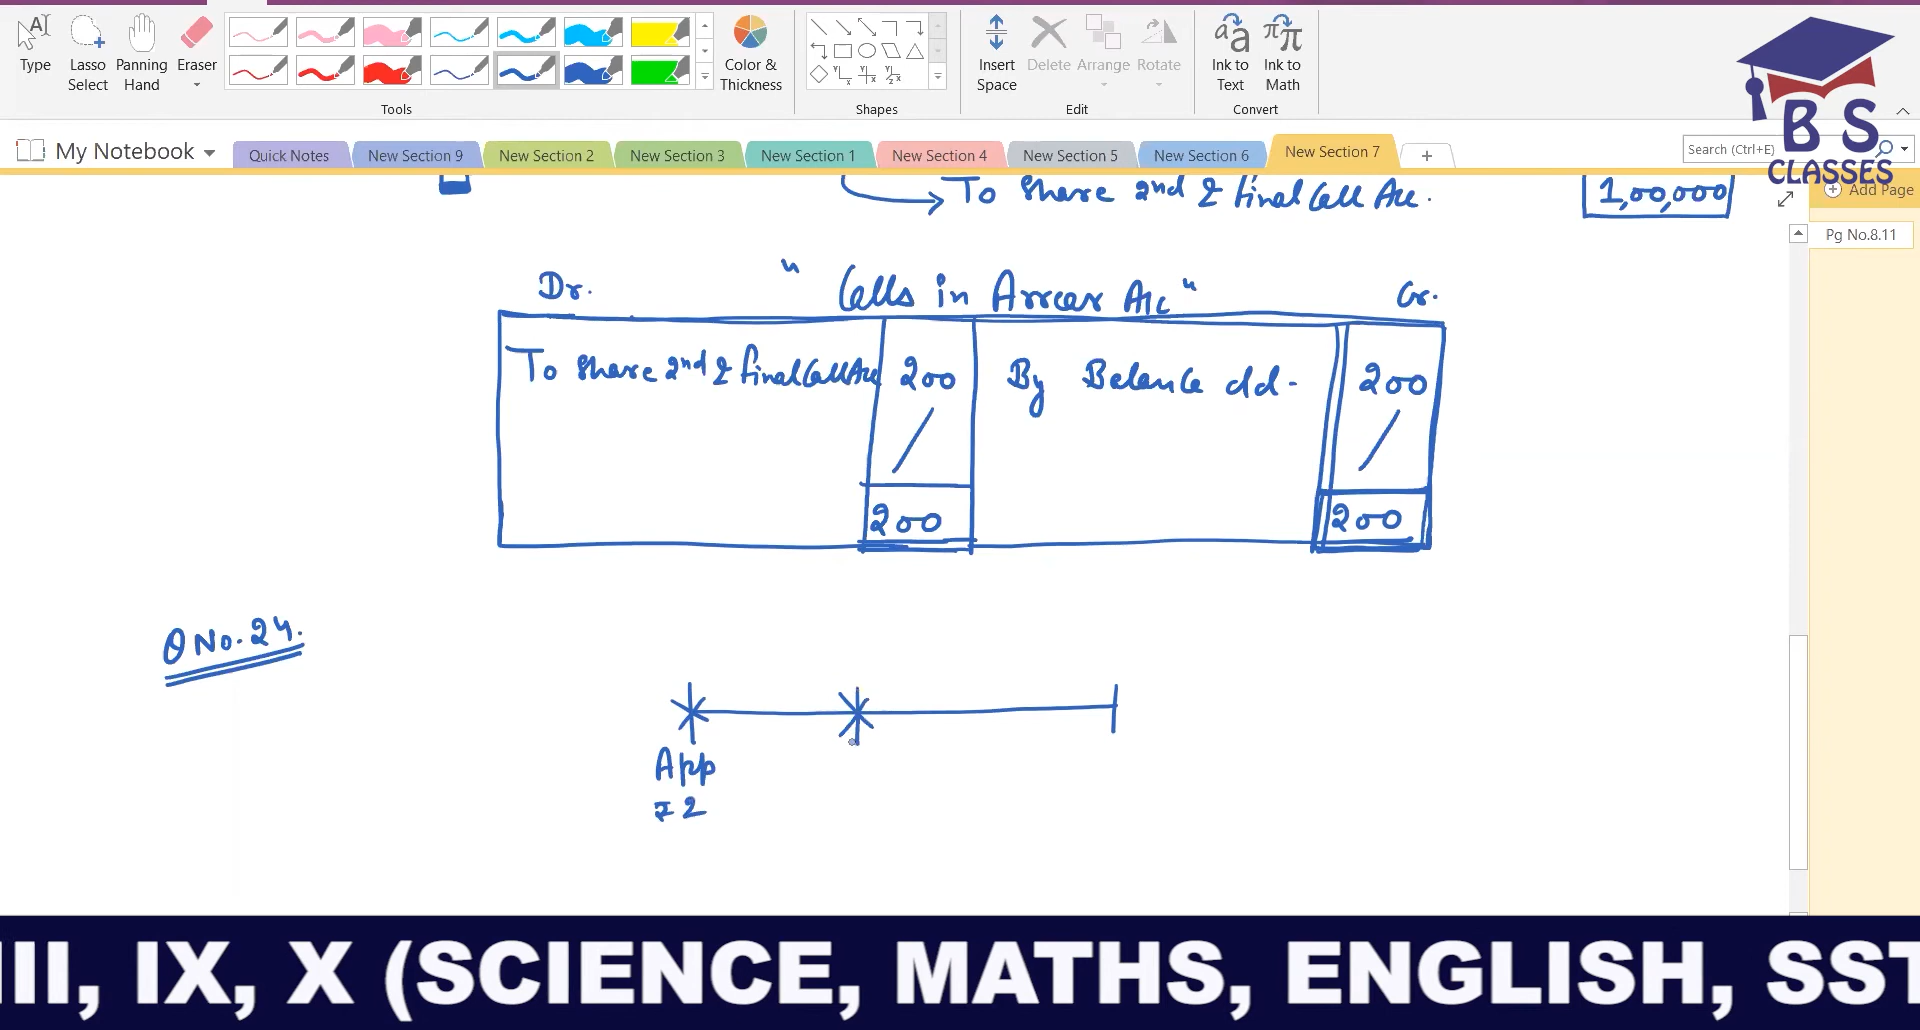 Type
Lasso Select
Panning Hand
Eraser
Color & Thickness
Insert Space
Delete
Arrange
Rotate
Ink to Text
Ink to Math
Tools
Shapes
Edit
Convert
B S
CLASSES
My Notebook
Quick Notes
New Section 9
New Section 2
New Section 3
New Section 1
New Section 4
New Section 5
New Section 6
New Section 7
Search (Ctrl+E)
Add Page
Pg No.8.11
To Share 2nd & final Call A/c.
1,00,000
Dr.
"Calls in Arrear A/c"
Cr.
To Share 2nd & final Call A/c 200 By Balance c/d- 200
200 200
Q No. 24.
App
₹ 2
III, IX, X (SCIENCE, MATHS, ENGLISH, SST